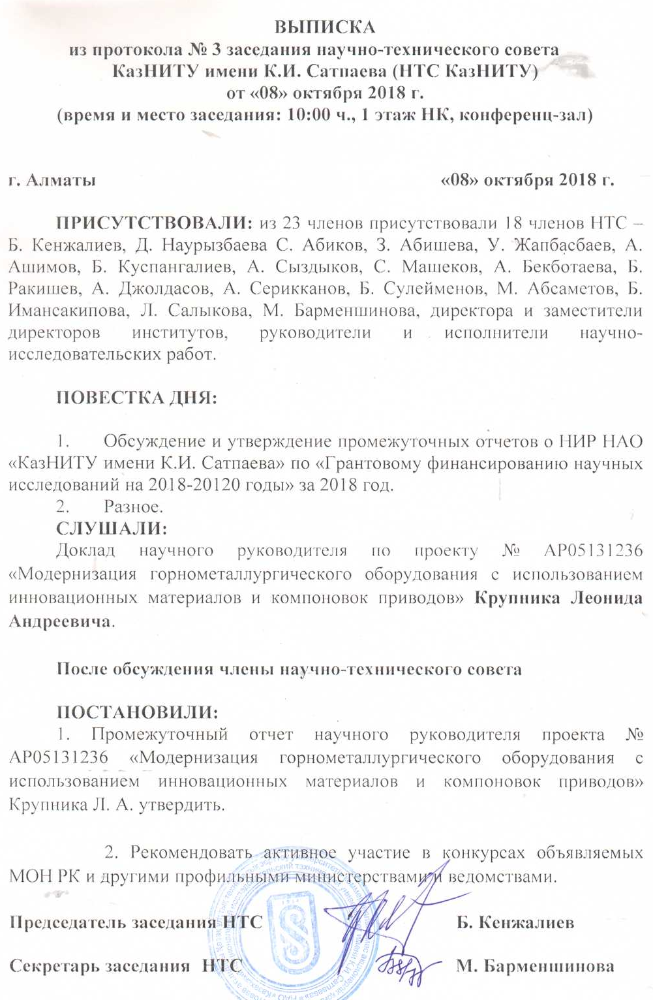 ВЫПИСКА
из протокола № 3 заседания научно-технического совета
КазНИТУ имени К.И. Сатпаева (НТС КазНИТУ)
от «08» октября 2018 г.
(время и место заседания: 10:00 ч., 1 этаж НК, конференц-зал)
г. Алматы «08» октября 2018 г.
ПРИСУТСТВОВАЛИ: из 23 членов присутствовали 18 членов НТС –
Б. Кенжалиев, Д. Наурызбаева С. Абиков, З. Абишева, У. Жапбасбаев, А.
Ашимов, Б. Куспангалиев, А. Сыздыков, С. Машеков, А. Бекботаева, Б.
Ракишев, А. Джолдасов, А. Серикканов, Б. Сулейменов, М. Абсаметов, Б.
Имансакипова, Л. Салыкова, М. Барменшинова, директора и заместители
директоров институтов, руководители и исполнители научно-
исследовательских работ.
ПОВЕСТКА ДНЯ:
1. Обсуждение и утверждение промежуточных отчетов о НИР НАО
«КазНИТУ имени К.И. Сатпаева» по «Грантовому финансированию научных
исследований на 2018-20120 годы» за 2018 год.
2. Разное.
СЛУШАЛИ:
Доклад научного руководителя по проекту № АР05131236
«Модернизация горнометаллургического оборудования с использованием
инновационных материалов и компоновок приводов» Крупника Леонида
Андреевича.
После обсуждения члены научно-технического совета
ПОСТАНОВИЛИ:
1. Промежуточный отчет научного руководителя проекта №
АР05131236 «Модернизация горнометаллургического оборудования с
использованием инновационных материалов и компоновок приводов»
Крупника Л. А. утвердить.
2. Рекомендовать активное участие в конкурсах объявляемых
МОН РК и другими профильными министерствами и ведомствами.
Председатель заседания НТС Б. Кенжалиев
Секретарь заседания НТС М. Барменшинова